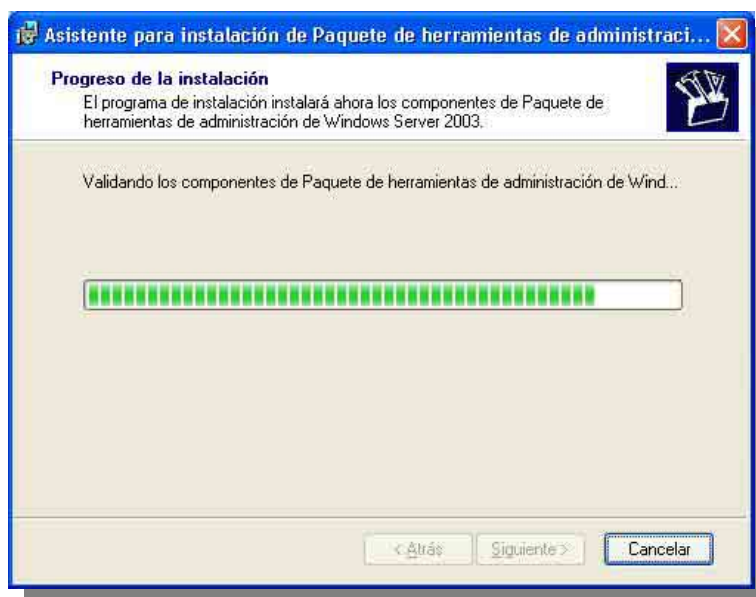 Asistente para instalación de Paquete de herramientas de administraci...
Progreso de la instalación
El programa de instalación instalará ahora los componentes de Paquete de
herramientas de administración de Windows Server 2003.
Validando los componentes de Paquete de herramientas de administración de Wind...
< Atrás
Siguiente >
Cancelar